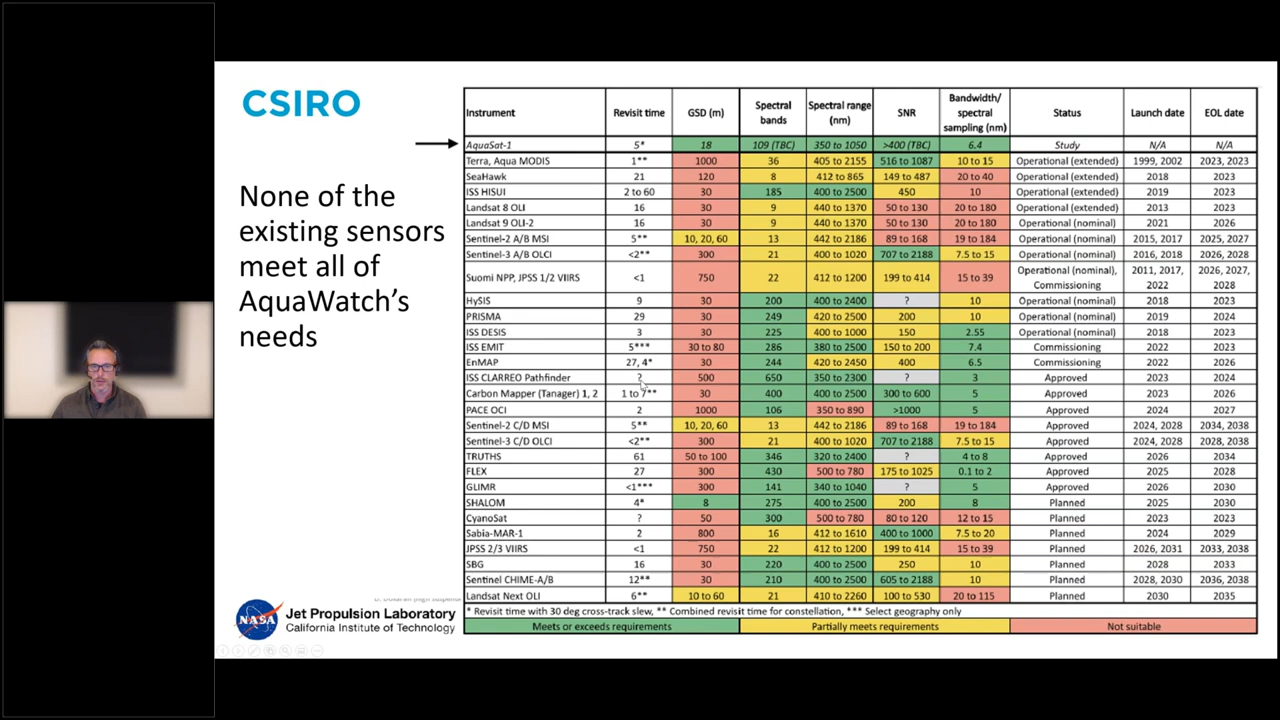 CSIRO
None of the
existing sensors
meet all of
AquaWatch's
needs
Instrument Revisit time GSD (m) Spectral bands Spectral range (nm) SNR Bandwidth/ spectral sampling (nm) Status Launch date EOL date
AquaSat-1 5* 18 109 (TBC) 350 to 1050 >400 (TBC) 6.4 Study N/A N/A
Terra, Aqua MODIS 1** 1000 36 405 to 2155 516 to 1087 10 to 15 Operational (extended) 1999, 2002 2023, 2023
SeaHawk 21 120 8 412 to 865 149 to 487 20 to 40 Operational (extended) 2018 2023
ISS HISUI 2 to 60 30 185 400 to 2500 450 10 Operational (extended) 2019 2023
Landsat 8 OLI 16 30 9 440 to 1370 50 to 130 20 to 180 Operational (extended) 2013 2023
Landsat 9 OLI-2 16 30 9 440 to 1370 50 to 130 20 to 180 Operational (nominal) 2021 2026
Sentinel-2 A/B MSI 5** 10, 20, 60 13 442 to 2186 89 to 168 19 to 184 Operational (nominal) 2015, 2017 2025, 2027
Sentinel-3 A/B OLCI <2** 300 21 400 to 1020 707 to 2188 7.5 to 15 Operational (nominal) 2016, 2018 2026, 2028
Suomi NPP, JPSS 1/2 VIIRS <1 750 22 412 to 1200 199 to 414 15 to 39 Operational (nominal), Commissioning 2011, 2017, 2022 2026, 2027, 2028
HySIS 9 30 200 400 to 2400 ? 10 Operational (nominal) 2018 2023
PRISMA 29 30 249 420 to 2500 200 10 Operational (nominal) 2019 2024
ISS DESIS 3 30 225 400 to 1000 150 2.55 Operational (nominal) 2018 2023
ISS EMIT 5*** 30 to 80 286 380 to 2500 150 to 200 7.4 Commissioning 2022 2023
EnMAP 27, 4* 30 244 420 to 2450 400 6.5 Commissioning 2022 2026
ISS CLARREO Pathfinder ? 500 650 350 to 2300 ? 3 Approved 2023 2024
Carbon Mapper (Tanager) 1, 2 1 to 7** 30 400 400 to 2500 300 to 600 5 Approved 2023 2026
PACE OCI 2 1000 106 350 to 890 >1000 5 Approved 2024 2027
Sentinel-2 C/D MSI 5** 10, 20, 60 13 442 to 2186 89 to 168 19 to 184 Approved 2024, 2028 2034, 2038
Sentinel-3 C/D OLCI <2** 300 21 400 to 1020 707 to 2188 7.5 to 15 Approved 2024, 2028 2028, 2038
TRUTHS 61 50 to 100 346 320 to 2400 ? 4 to 8 Approved 2026 2034
FLEX 27 300 430 500 to 780 175 to 1025 0.1 to 2 Approved 2025 2028
GLIMR <1*** 300 141 340 to 1040 ? 5 Approved 2026 2030
SHALOM 4* 8 275 400 to 2500 200 8 Planned 2025 2030
CyanoSat ? 50 300 500 to 780 80 to 120 12 to 15 Planned 2023 2023
Sabia-MAR-1 2 800 16 412 to 1610 400 to 1000 7.5 to 20 Planned 2024 2029
JPSS 2/3 VIIRS <1 750 22 412 to 1200 199 to 414 15 to 39 Planned 2026, 2031 2033, 2038
SBG 16 30 220 400 to 2500 250 10 Planned 2028 2033
Sentinel CHIME-A/B 12** 30 210 400 to 2500 605 to 2188 10 Planned 2028, 2030 2036, 2038
Landsat Next OLI 6** 10 to 60 21 410 to 2260 100 to 530 20 to 115 Planned 2030 2035
* Revisit time with 30 deg cross-track slew, ** Combined revisit time for constellation, *** Select geography only
Meets or exceeds requirements Partially meets requirements Not suitable
NASA
Jet Propulsion Laboratory
California Institute of Technology